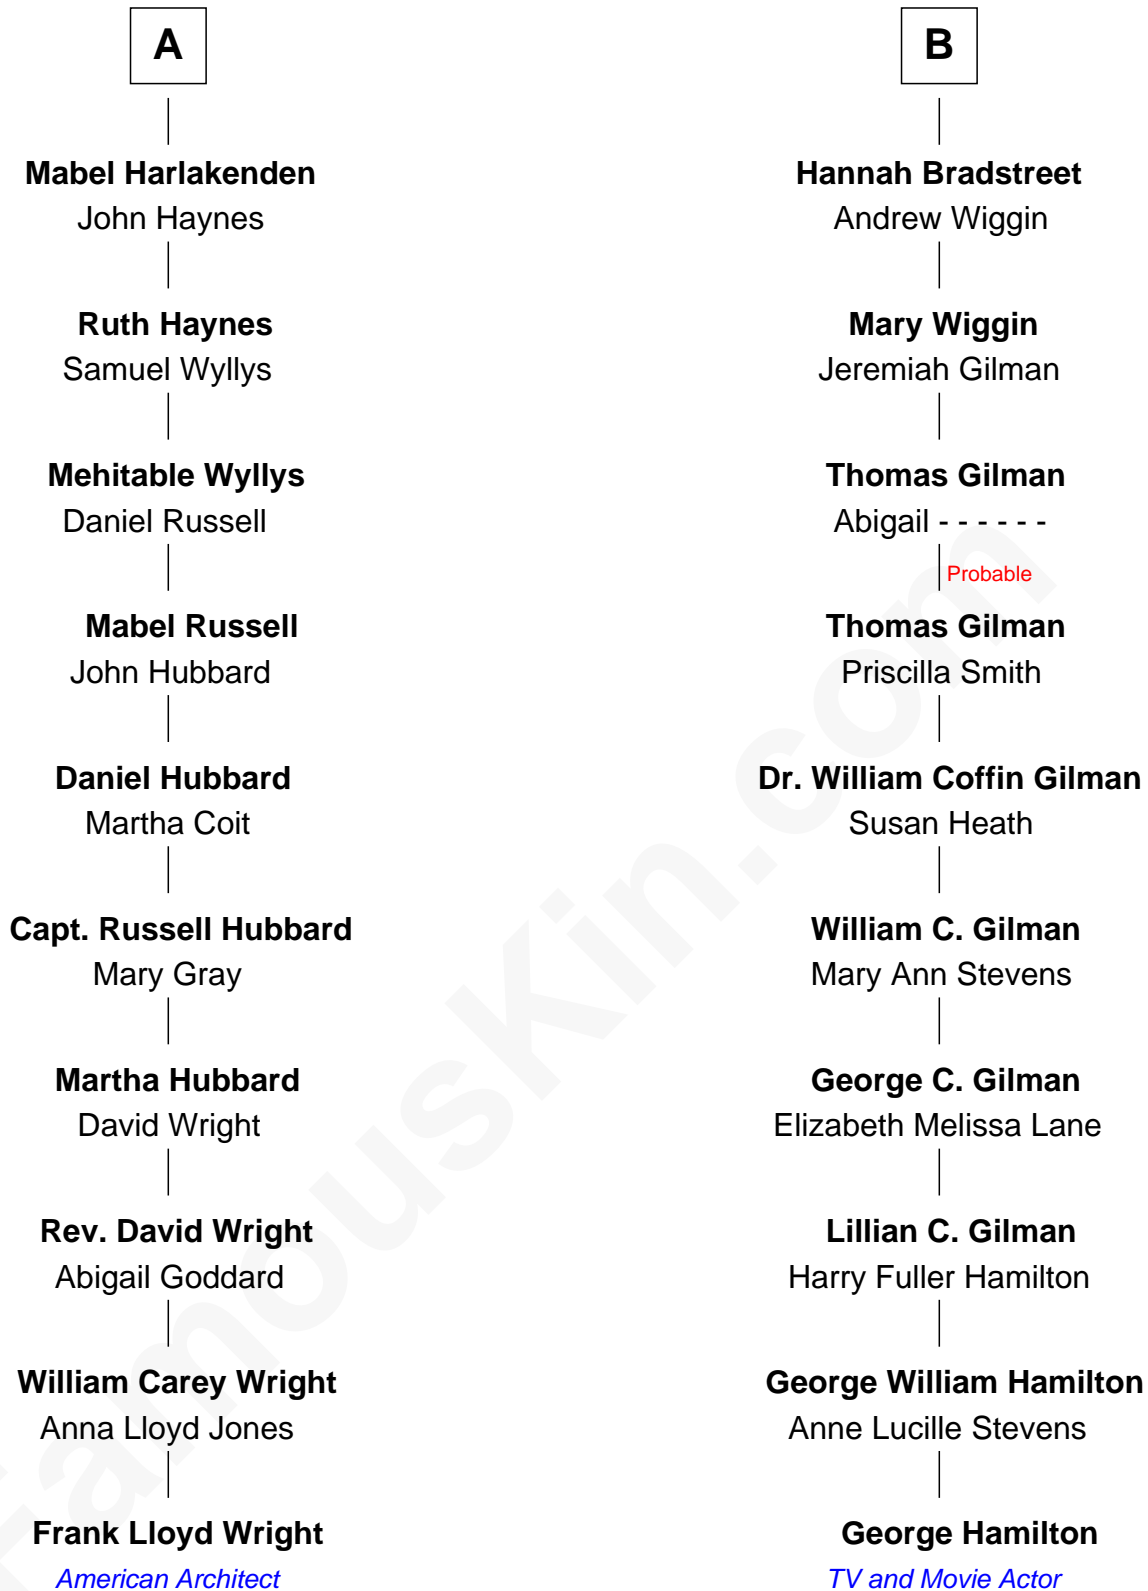 A
Mabel Harlakenden
John Haynes
Ruth Haynes
Samuel Wyllys
Mehitable Wyllys
Daniel Russell
Mabel Russell
John Hubbard
Daniel Hubbard
Martha Coit
Capt. Russell Hubbard
Mary Gray
Martha Hubbard
David Wright
Rev. David Wright
Abigail Goddard
William Carey Wright
Anna Lloyd Jones
Frank Lloyd Wright
American Architect
B
Hannah Bradstreet
Andrew Wiggin
Mary Wiggin
Jeremiah Gilman
Thomas Gilman
Abigail - - - - - -
Probable
Thomas Gilman
Priscilla Smith
Dr. William Coffin Gilman
Susan Heath
William C. Gilman
Mary Ann Stevens
George C. Gilman
Elizabeth Melissa Lane
Lillian C. Gilman
Harry Fuller Hamilton
George William Hamilton
Anne Lucille Stevens
George Hamilton
TV and Movie Actor
FamousKin.com